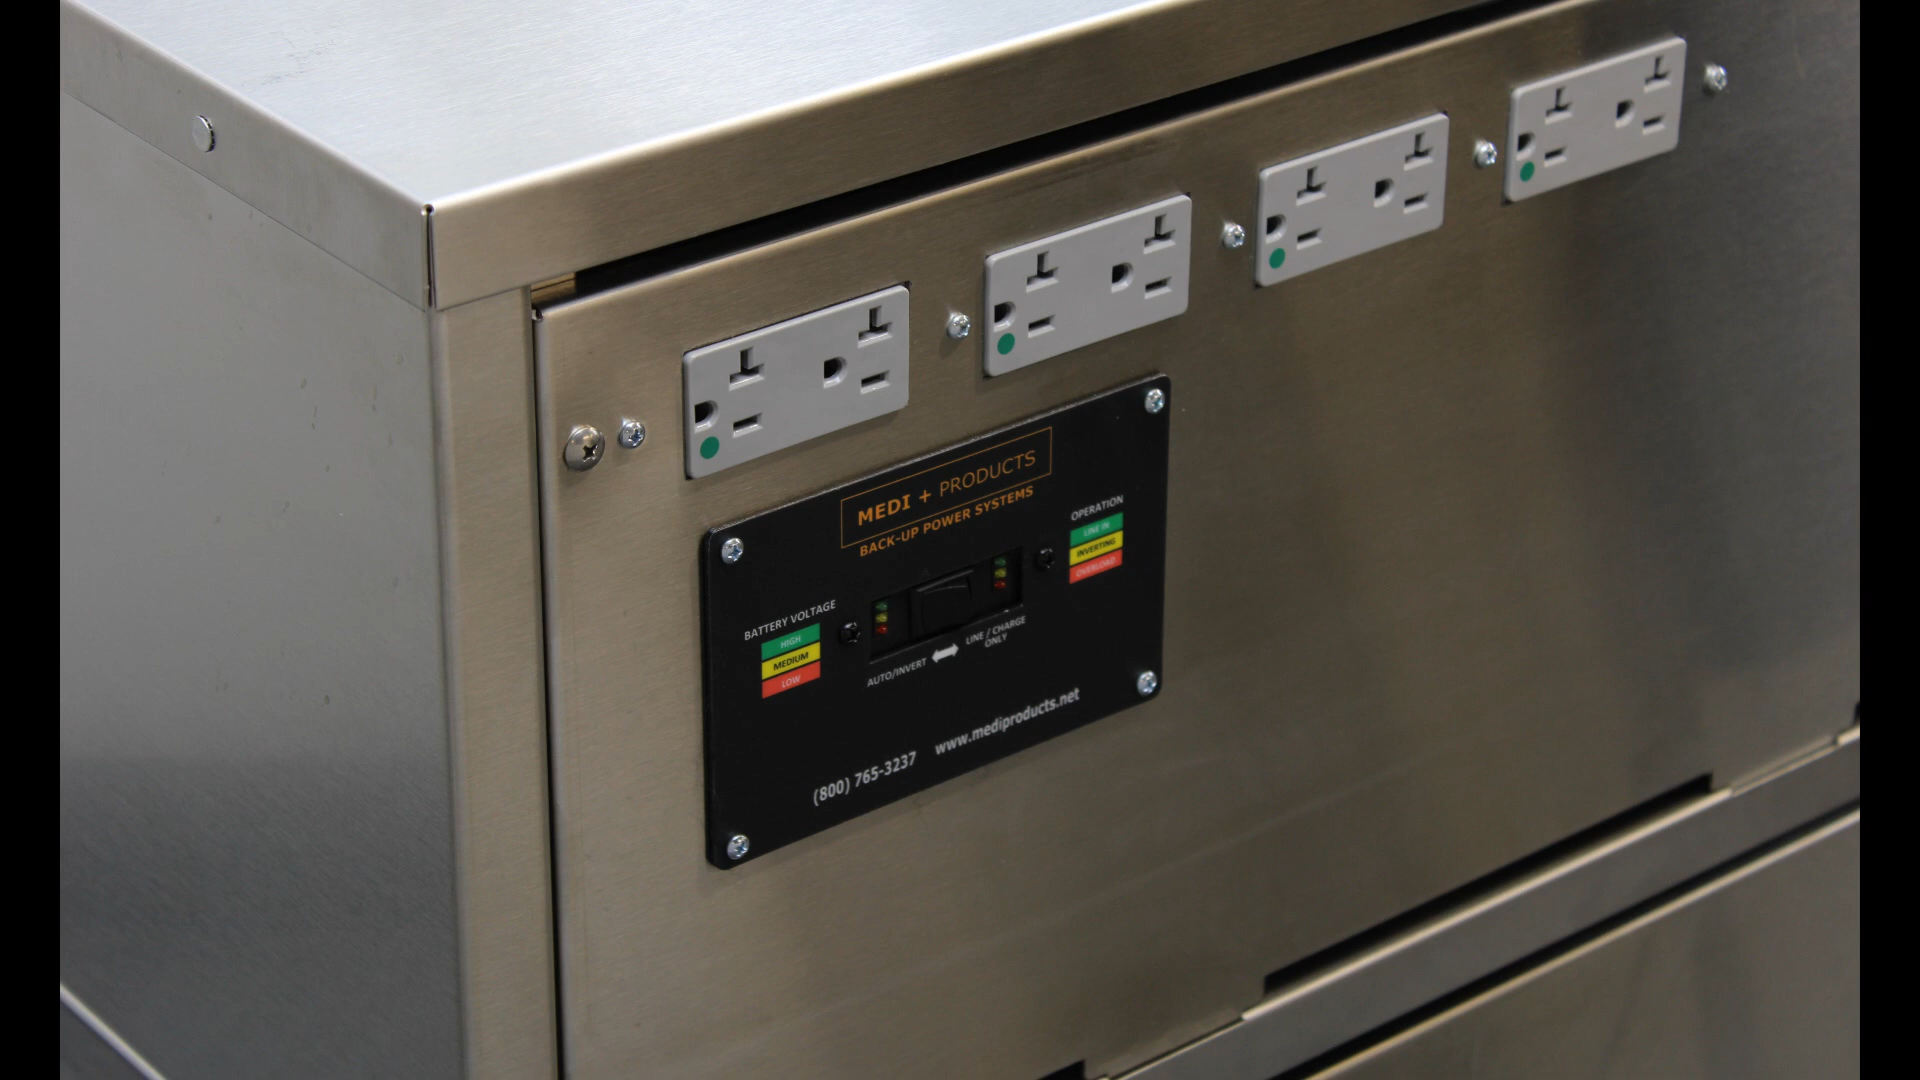 MEDI + PRODUCTS
BACK-UP POWER SYSTEMS
OPERATION
LINE IN
INVERTING
OVERLOAD
BATTERY VOLTAGE
HIGH
MEDIUM
LOW
AUTO/INVERT
LINE / CHARGE
ONLY
(800) 765-3237 www.mediproducts.net